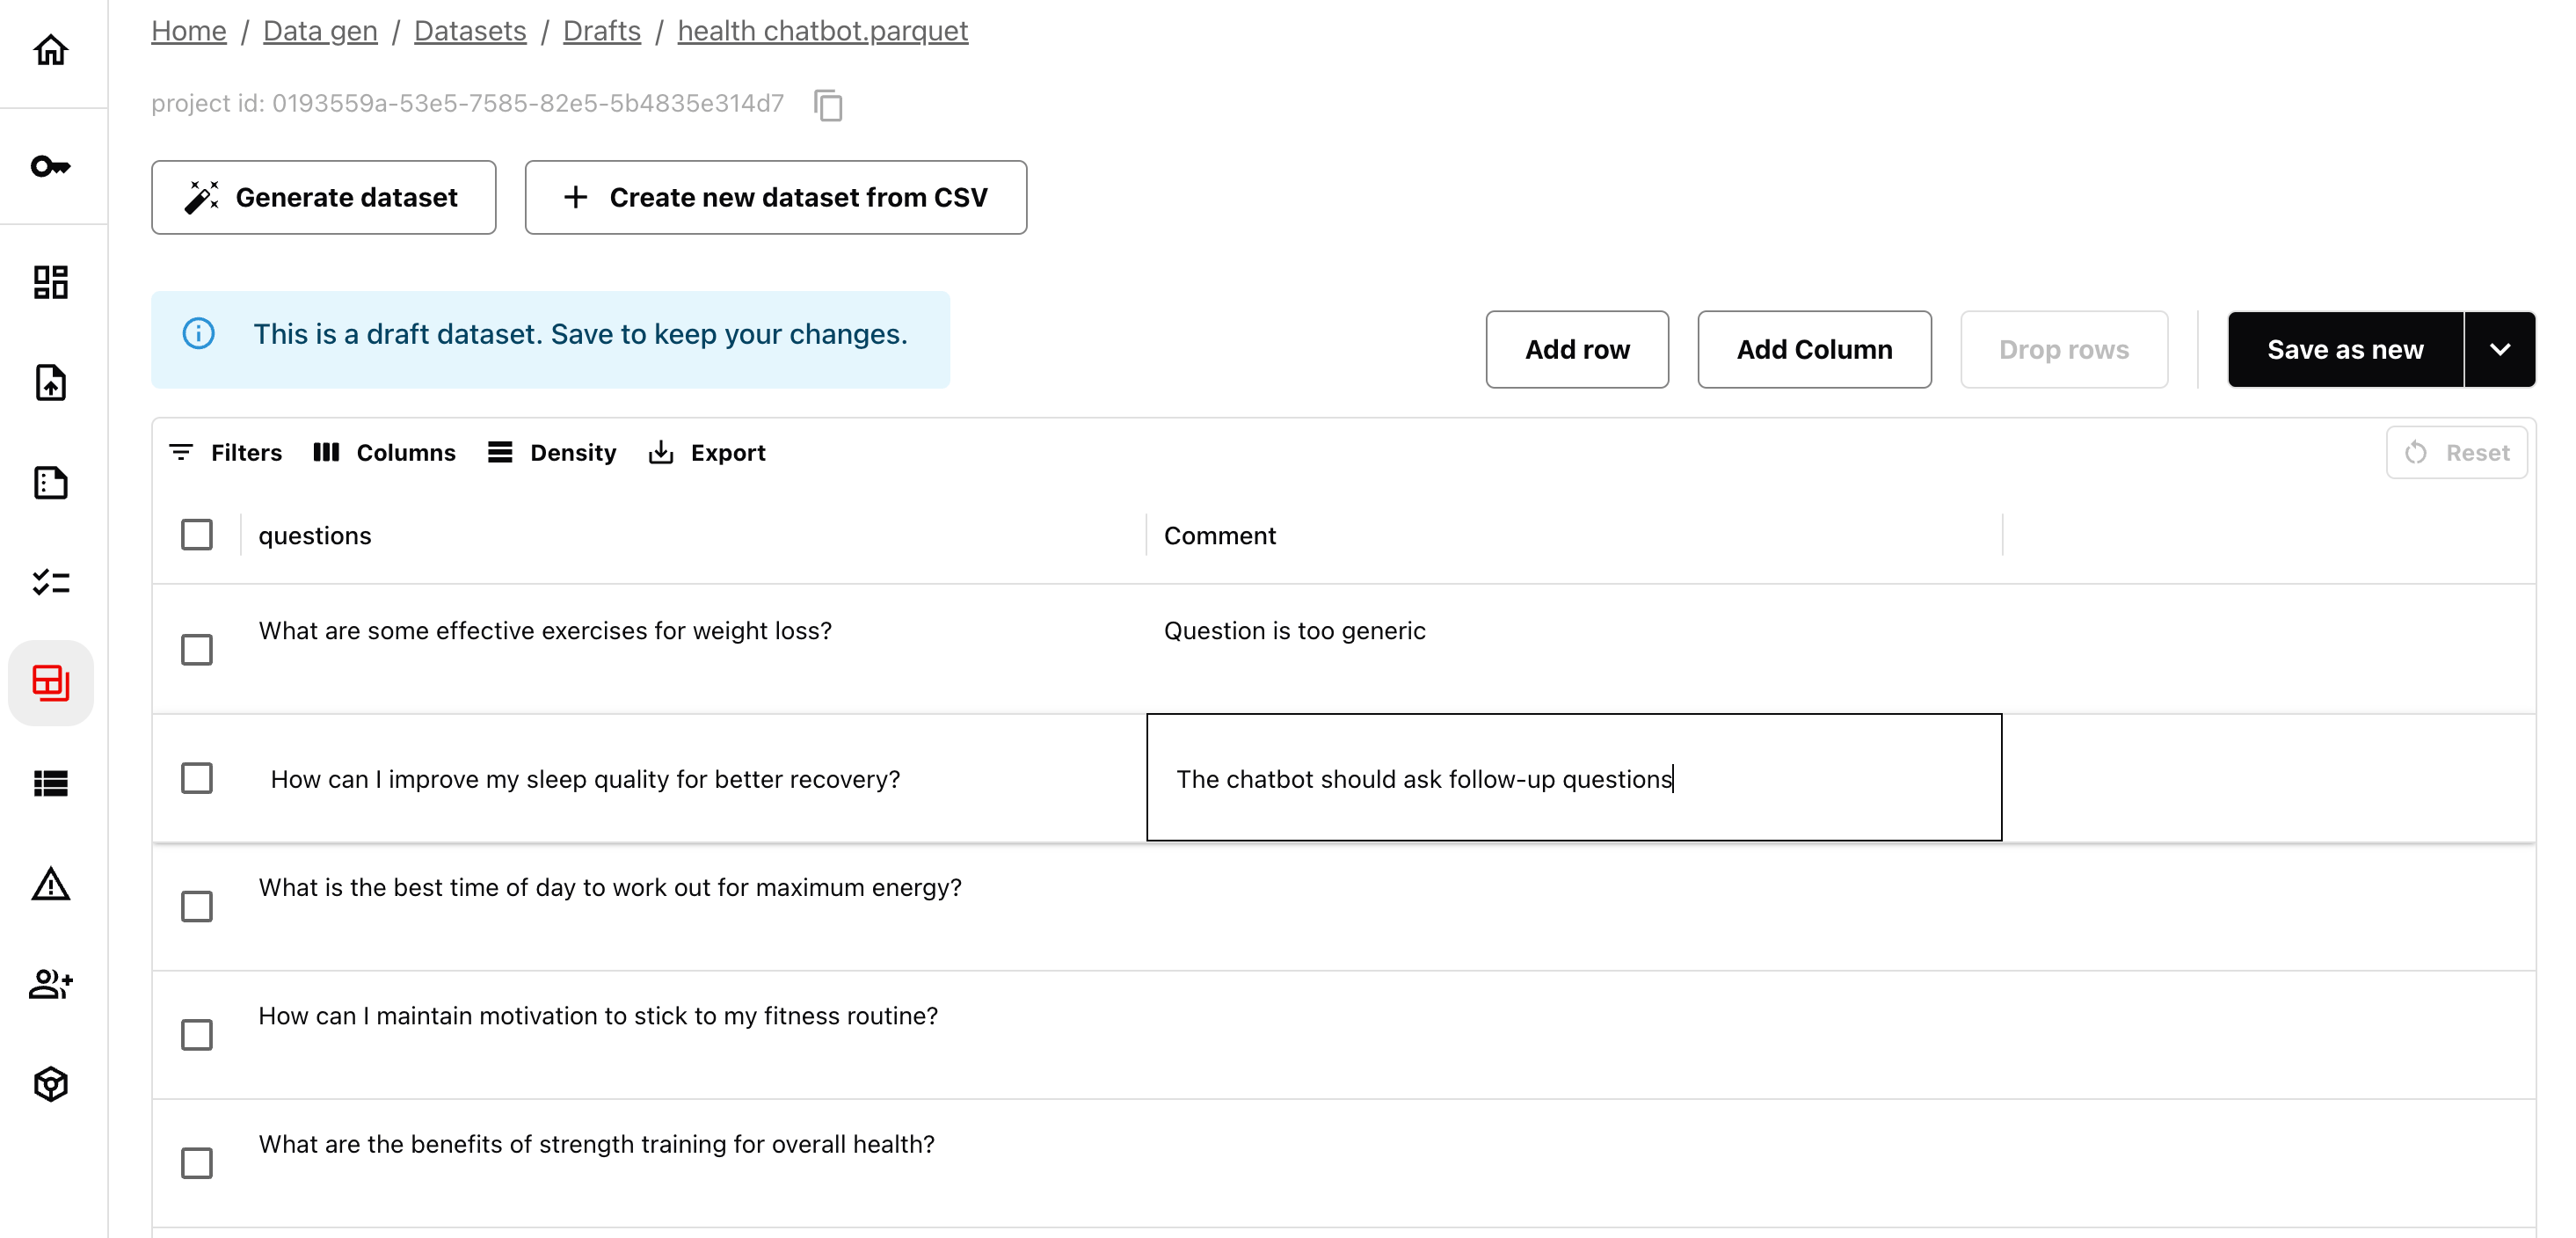 Home / Data gen / Datasets / Drafts / health chatbot.parquet
project id: 0193559a-53e5-7585-82e5-5b4835e314d7
Generate dataset
Create new dataset from CSV
This is a draft dataset. Save to keep your changes.
Add row
Add Column
Drop rows
Save as new
Filters
Columns
Density
Export
Reset
questions
Comment
What are some effective exercises for weight loss?
Question is too generic
How can I improve my sleep quality for better recovery?
The chatbot should ask follow-up questions
What is the best time of day to work out for maximum energy?
How can I maintain motivation to stick to my fitness routine?
What are the benefits of strength training for overall health?